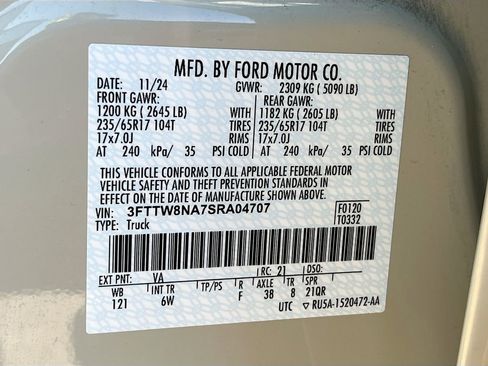 MFD. BY FORD MOTOR CO.
DATE: 11/24 GVWR: 2309 KG ( 5090 LB)
FRONT GAWR: REAR GAWR:
1200 KG ( 2645 LB) WITH 1182 KG ( 2605 LB) WITH
235/65R17 104T TIRES 235/65R17 104T TIRES
17x7.0J RIMS 17x7.0J RIMS
AT 240 kPa/ 35 PSI COLD AT 240 kPa/ 35 PSI COLD
THIS VEHICLE CONFORMS TO ALL APPLICABLE FEDERAL MOTOR
VEHICLE SAFETY AND THEFT PREVENTION STANDARDS IN
EFFECT ON THE DATE OF MANUFACTURE SHOWN ABOVE.
VIN: 3FTTW8NA7SRA04707 F0120
TYPE: Truck T0332
EXT PNT: VA RC: 21 DSO:
WB INT TR TP/PS R AXLE TR SPR
121 6W F 38 8 21QR
UTC ▽ RU5A-1520472-AA